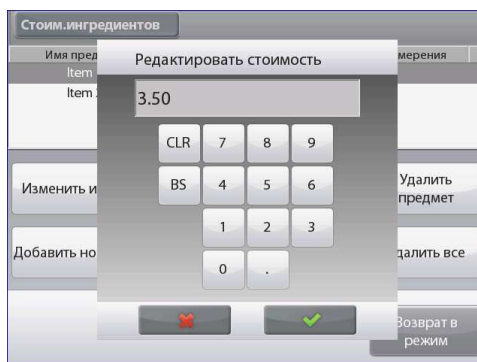 Стоим.ингредиентов
Имя пред
мерения
Item
Item
Редактировать стоимость
3.50
CLR 7 8 9
BS 4 5 6
1 2 3
0 .
Изменить и
Удалить
предмет
Добавить но
далить все
Возврат в
режим